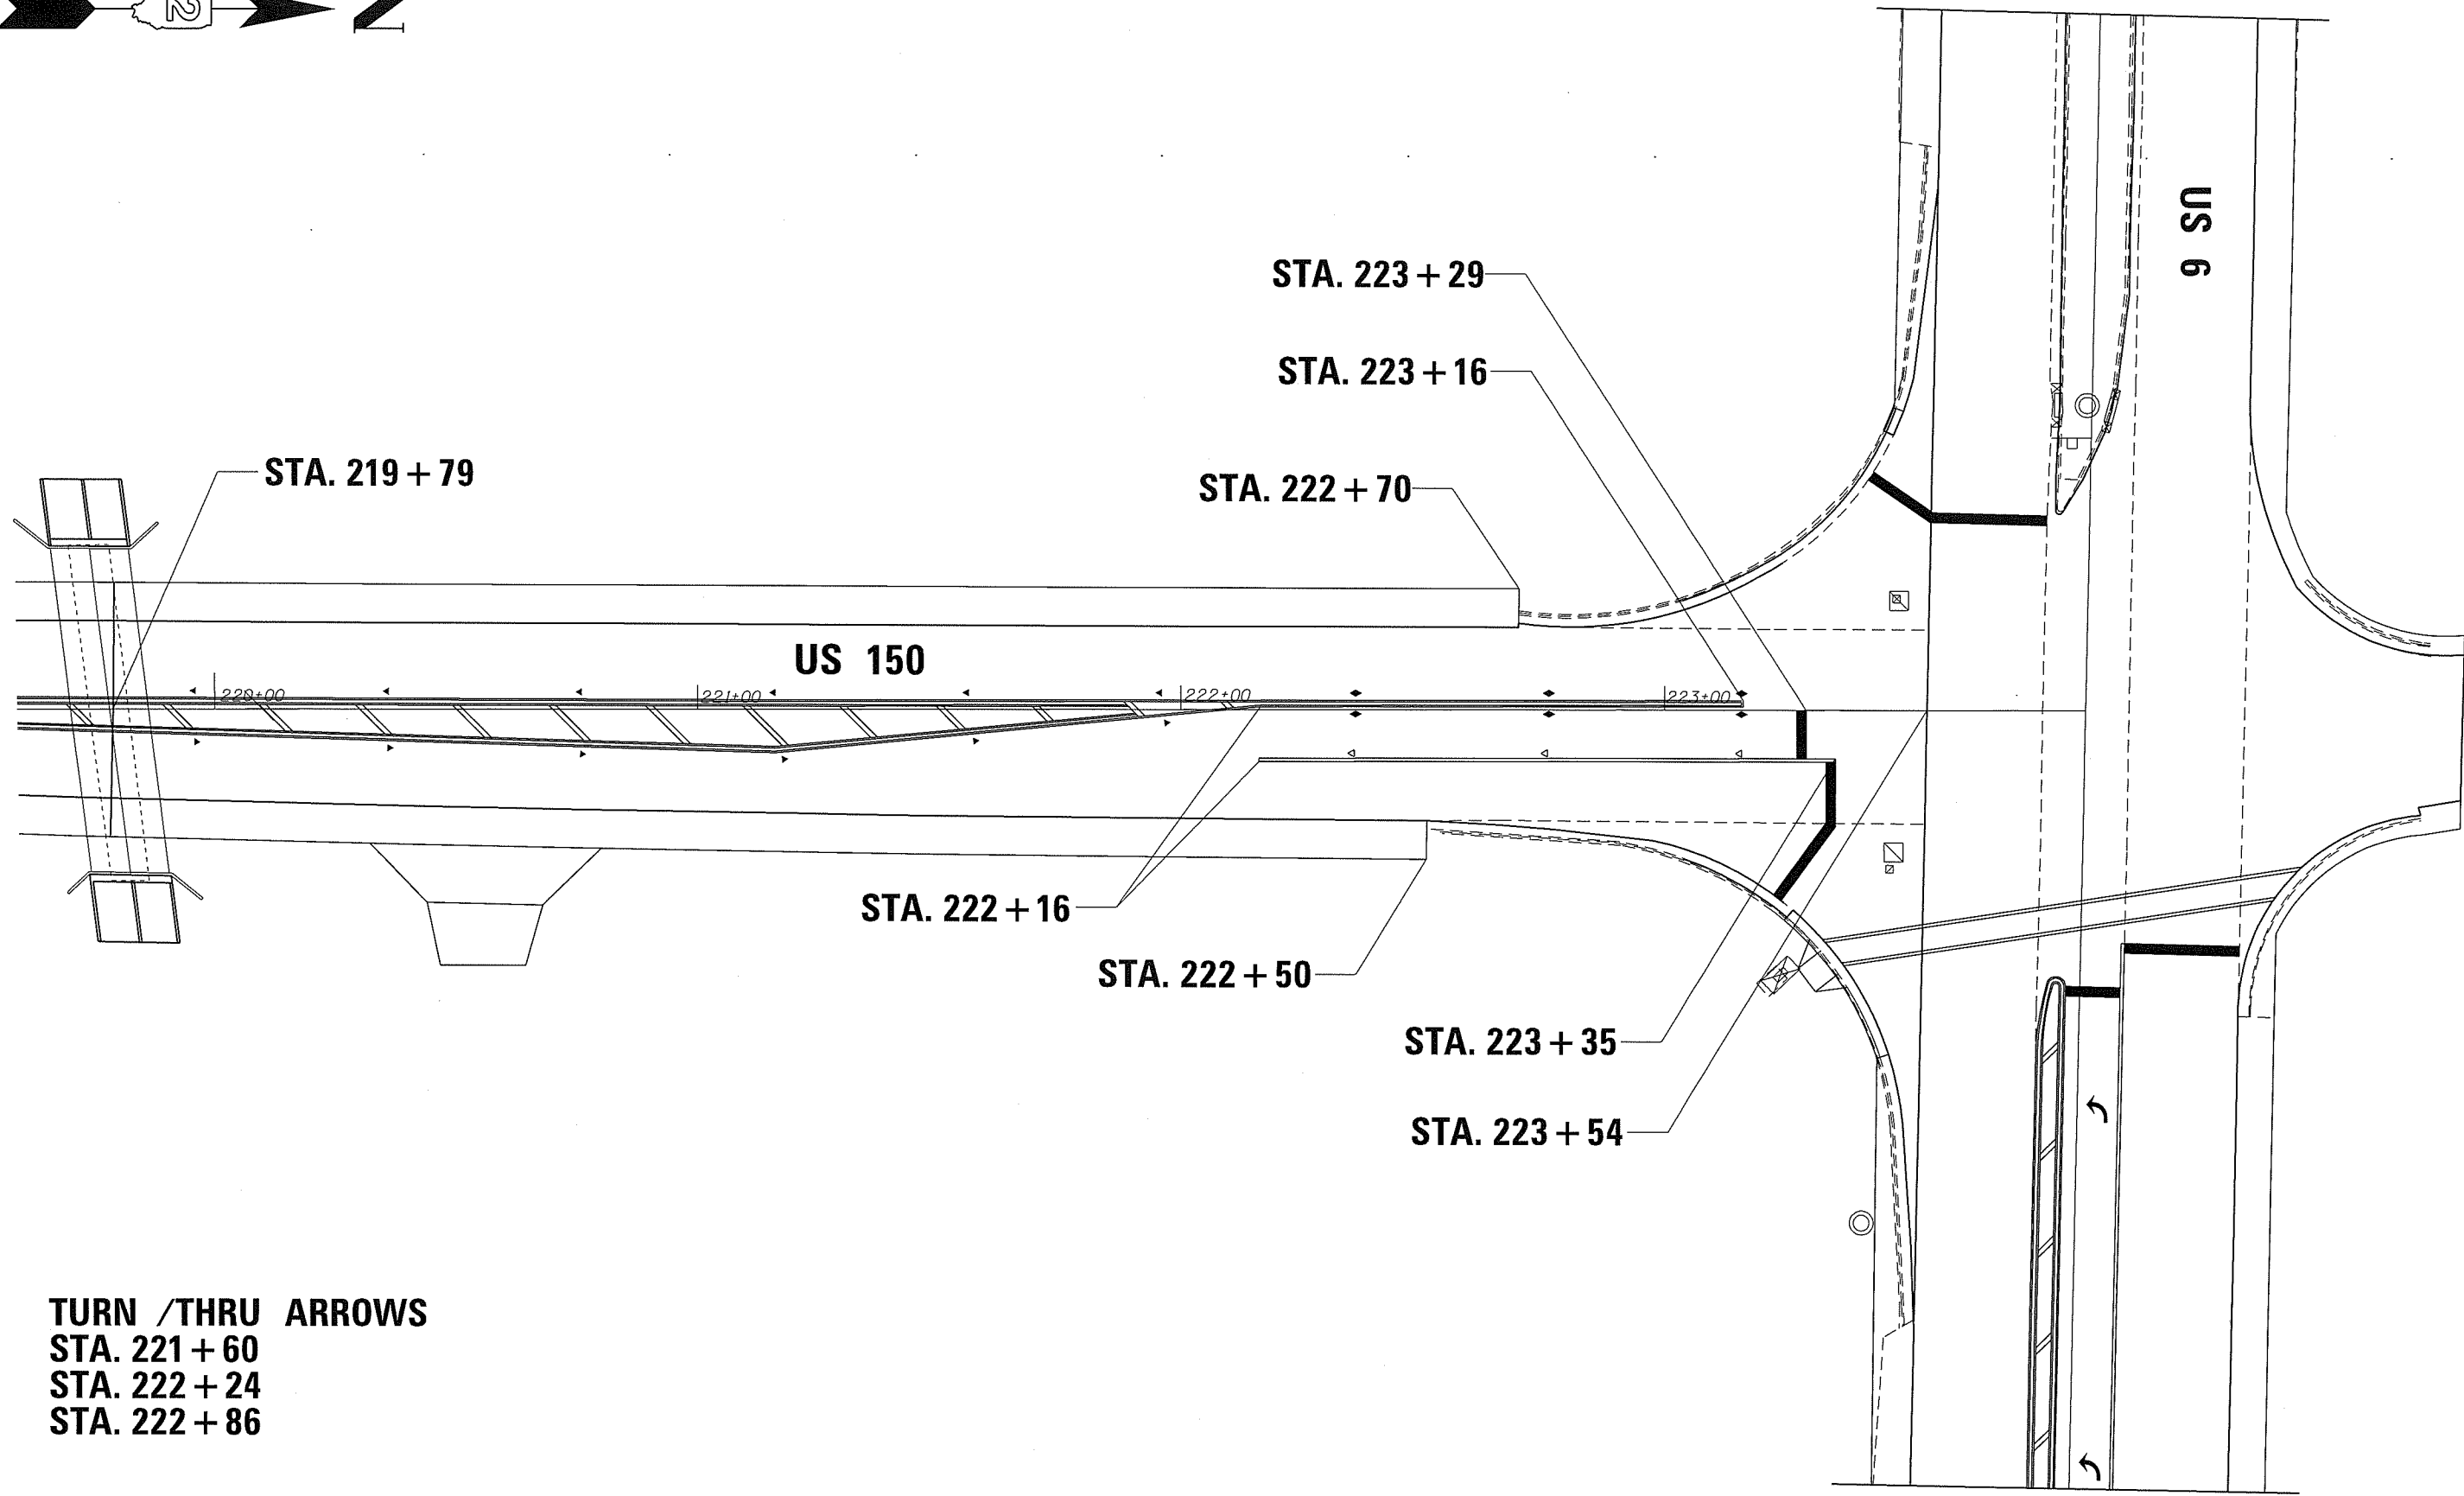 2
US 6
STA. 223 + 29
STA. 223 + 16
STA. 219 + 79
STA. 222 + 70
US 150
220+00
221+00
222+00
223+00
STA. 222 + 16
STA. 222 + 50
STA. 223 + 35
STA. 223 + 54
TURN /THRU ARROWS
STA. 221 + 60
STA. 222 + 24
STA. 222 + 86